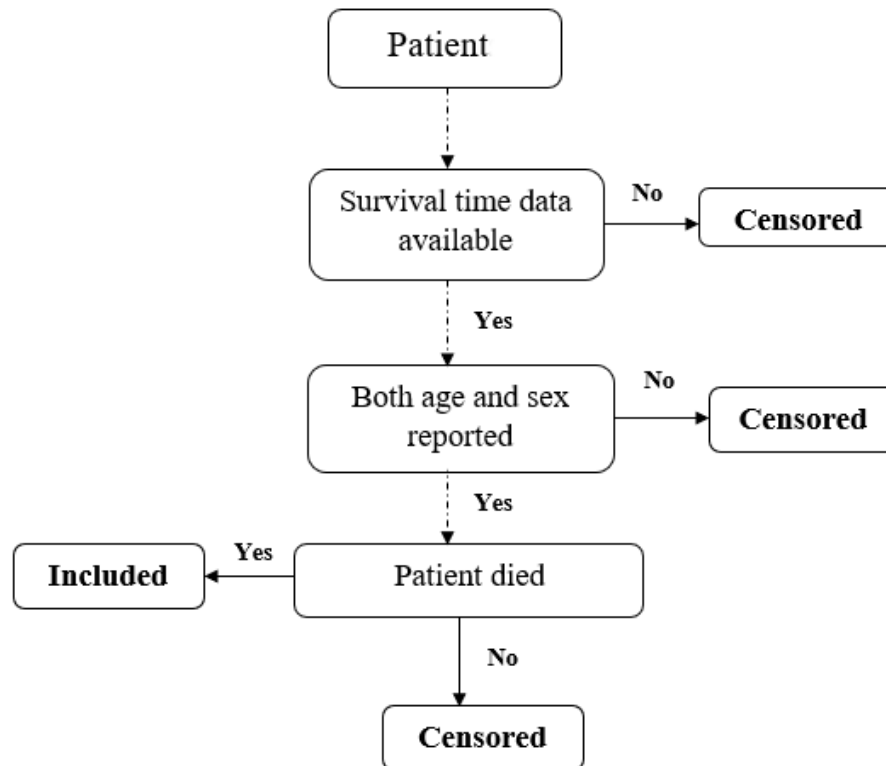 Patient
Survival time data
available
No
Censored
Yes
Both age and sex
reported
No
Censored
Yes
Included
Yes
Patient died
No
Censored